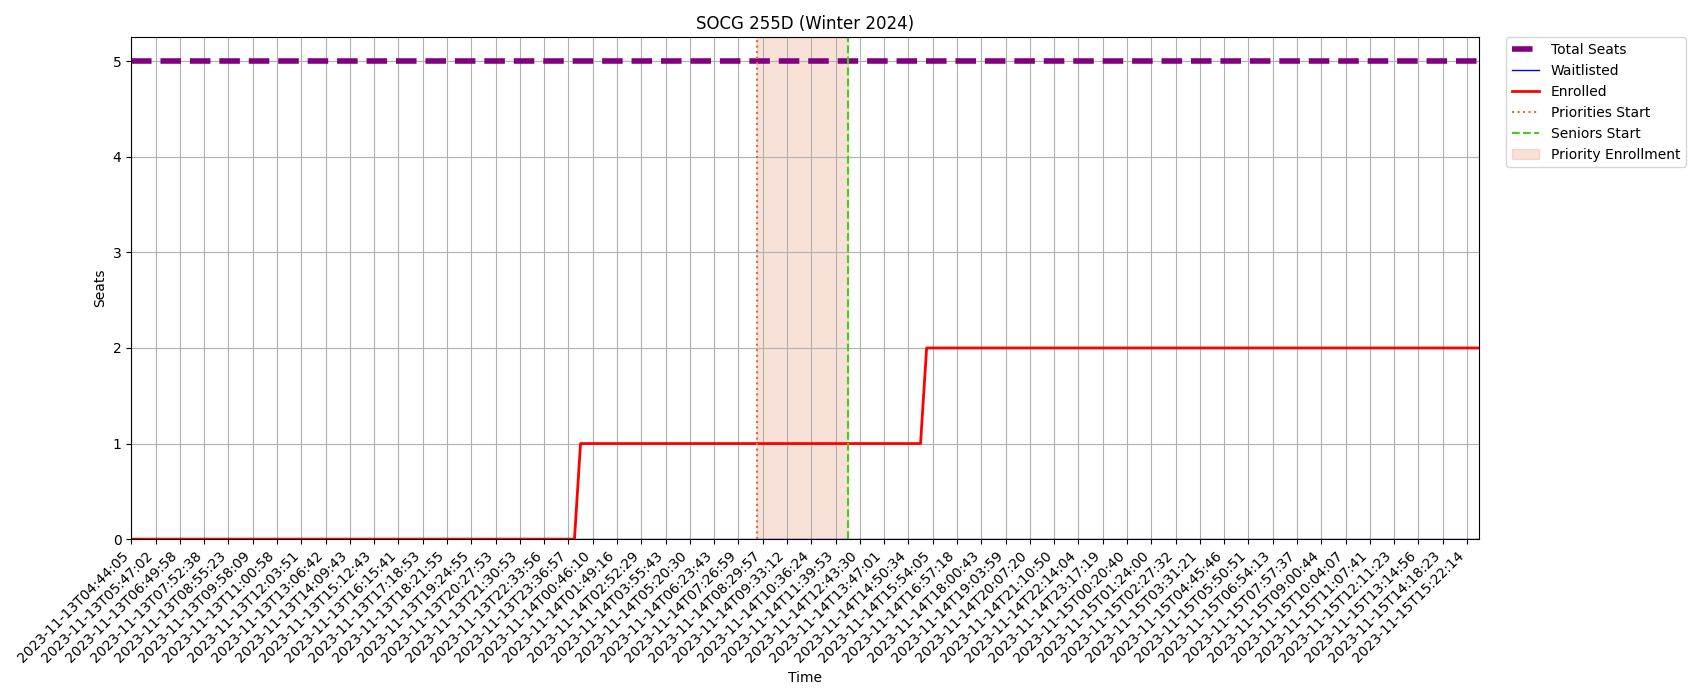 SOCG 255D (Winter 2024)
Total Seats
Waitlisted
Enrolled
Priorities Start
Seniors Start
Priority Enrollment
Seats
5
4
3
2
1
0
2023-11-13T04:44:05
2023-11-13T05:47:02
2023-11-13T06:49:58
2023-11-13T07:52:38
2023-11-13T08:55:23
2023-11-13T09:58:09
2023-11-13T11:00:58
2023-11-13T12:03:51
2023-11-13T13:06:42
2023-11-13T14:09:43
2023-11-13T15:12:43
2023-11-13T16:15:41
2023-11-13T17:18:53
2023-11-13T18:21:55
2023-11-13T19:24:55
2023-11-13T20:27:53
2023-11-13T21:30:53
2023-11-13T22:33:56
2023-11-13T23:36:57
2023-11-14T00:46:10
2023-11-14T01:49:16
2023-11-14T02:52:29
2023-11-14T03:55:43
2023-11-14T05:20:30
2023-11-14T06:23:43
2023-11-14T07:26:59
2023-11-14T08:29:57
2023-11-14T09:33:12
2023-11-14T10:36:24
2023-11-14T11:39:53
2023-11-14T12:43:30
2023-11-14T13:47:01
2023-11-14T14:50:34
2023-11-14T15:54:05
2023-11-14T16:57:18
2023-11-14T18:00:43
2023-11-14T19:03:59
2023-11-14T20:07:20
2023-11-14T21:10:50
2023-11-14T22:14:04
2023-11-14T23:17:19
2023-11-15T00:20:40
2023-11-15T01:24:00
2023-11-15T02:27:32
2023-11-15T03:31:21
2023-11-15T04:45:46
2023-11-15T05:50:51
2023-11-15T06:54:13
2023-11-15T07:57:37
2023-11-15T09:00:44
2023-11-15T10:04:07
2023-11-15T11:07:41
2023-11-15T12:11:23
2023-11-15T13:14:56
2023-11-15T14:18:23
2023-11-15T15:22:14
Time